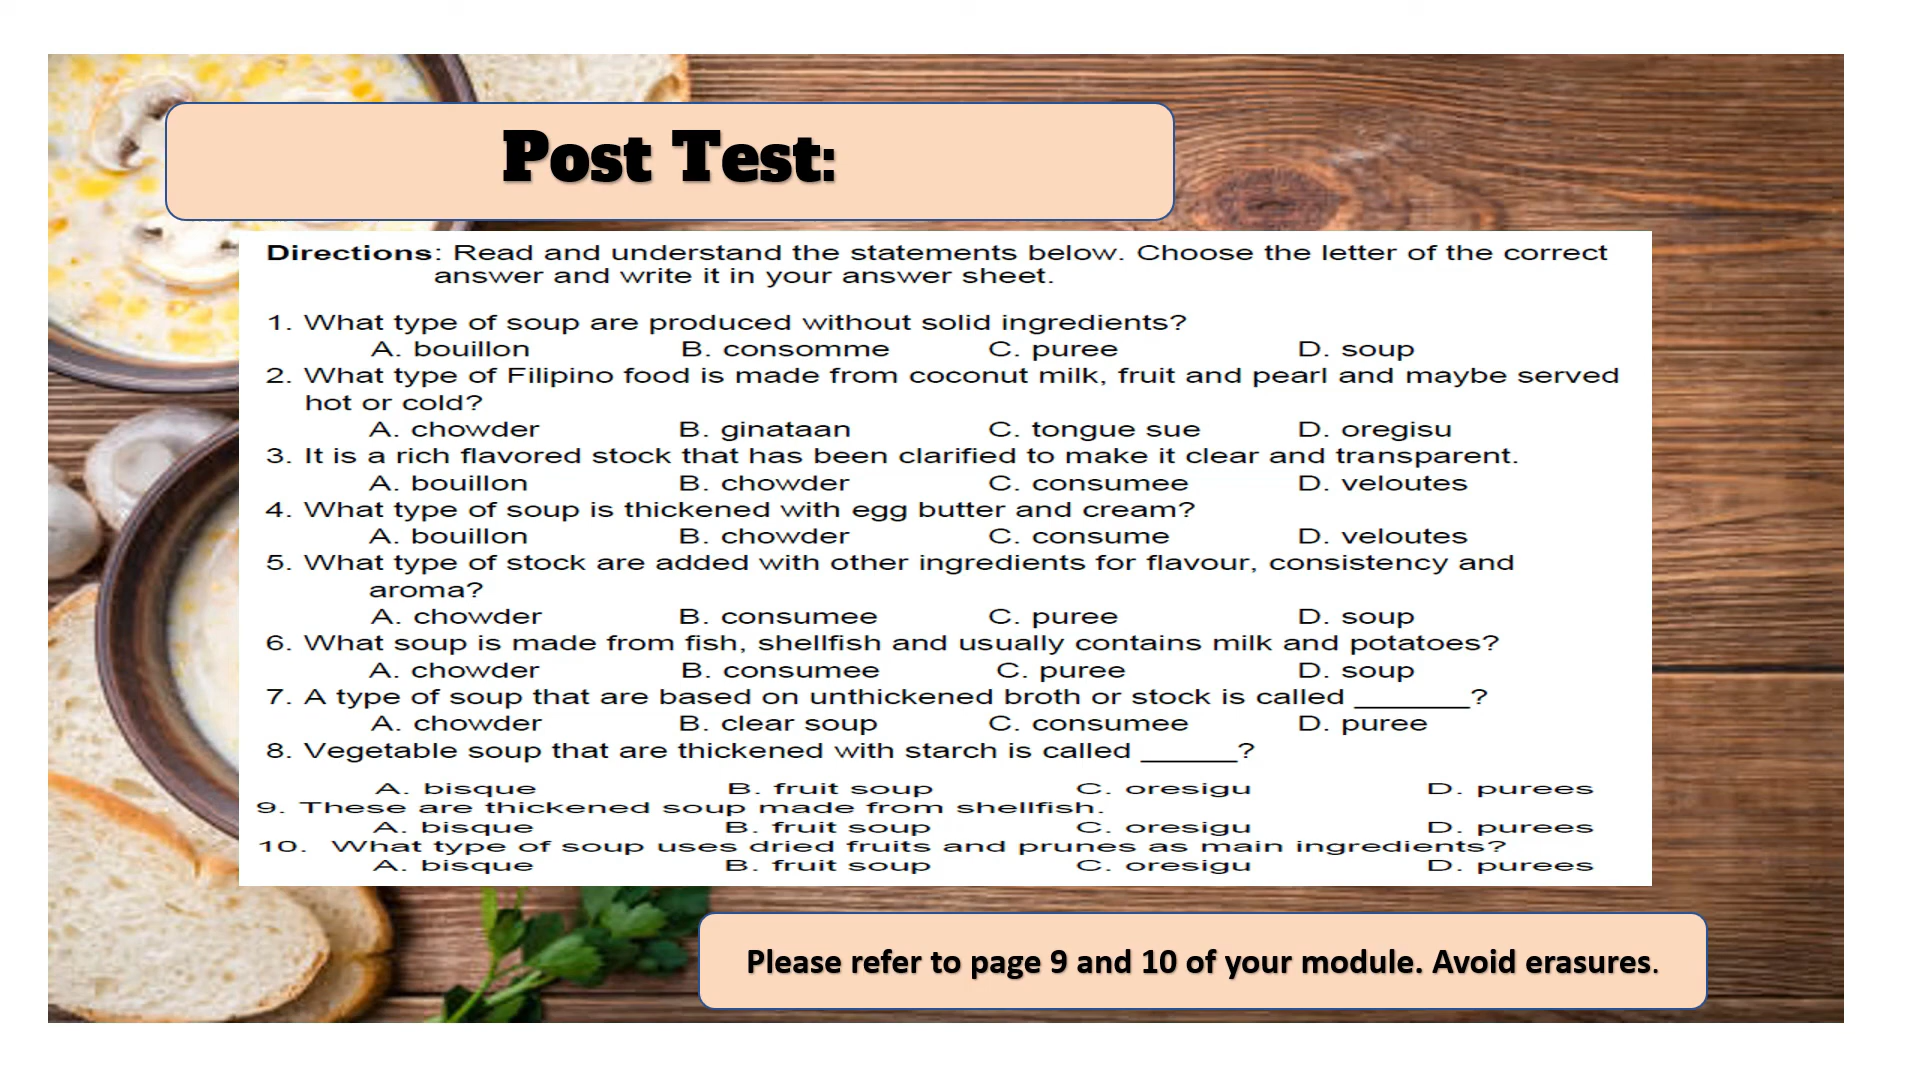 Post Test:
Directions: Read and understand the statements below. Choose the letter of the correct
answer and write it in your answer sheet.
1. What type of soup are produced without solid ingredients?
A. bouillon B. consomme C. puree D. soup
2. What type of Filipino food is made from coconut milk, fruit and pearl and maybe served
hot or cold?
A. chowder B. ginataan C. tongue sue D. oregisu
3. It is a rich flavored stock that has been clarified to make it clear and transparent.
A. bouillon B. chowder C. consumee D. veloutes
4. What type of soup is thickened with egg butter and cream?
A. bouillon B. chowder C. consume D. veloutes
5. What type of stock are added with other ingredients for flavour, consistency and
aroma?
A. chowder B. consumee C. puree D. soup
6. What soup is made from fish, shellfish and usually contains milk and potatoes?
A. chowder B. consumee C. puree D. soup
7. A type of soup that are based on unthickened broth or stock is called _______?
A. chowder B. clear soup C. consumee D. puree
8. Vegetable soup that are thickened with starch is called ______?
A. bisque B. fruit soup C. oresigu D. purees
9. These are thickened soup made from shellfish.
A. bisque B. fruit soup C. oresigu D. purees
10. What type of soup uses dried fruits and prunes as main ingredients?
A. bisque B. fruit soup C. oresigu D. purees
Please refer to page 9 and 10 of your module. Avoid erasures.